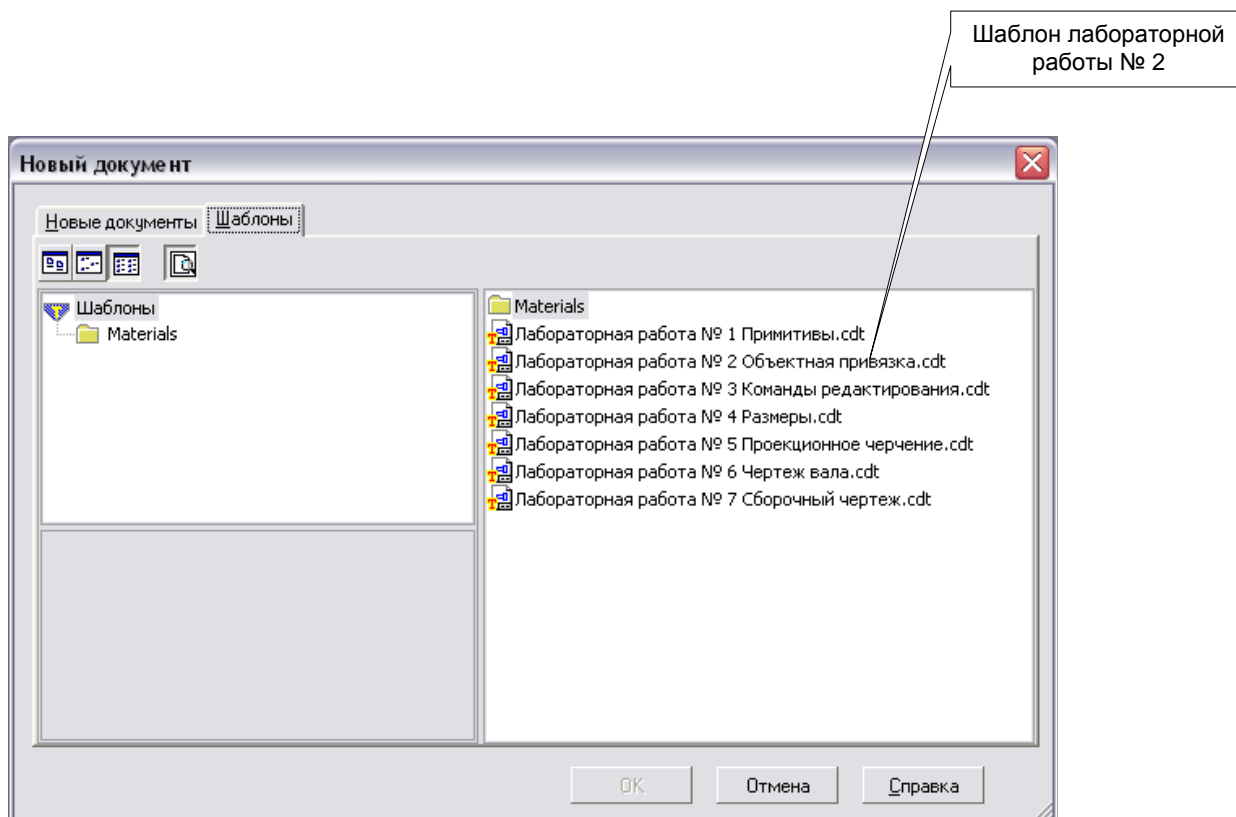 Шаблон лабораторной
работы № 2
Новый документ
Новые документы Шаблоны
Шаблоны
Materials
Materials
Лабораторная работа № 1 Примитивы.cdt
Лабораторная работа № 2 Объектная привязка.cdt
Лабораторная работа № 3 Команды редактирования.cdt
Лабораторная работа № 4 Размеры.cdt
Лабораторная работа № 5 Проекционное черчение.cdt
Лабораторная работа № 6 Чертеж вала.cdt
Лабораторная работа № 7 Сборочный чертеж.cdt
OK Отмена Справка